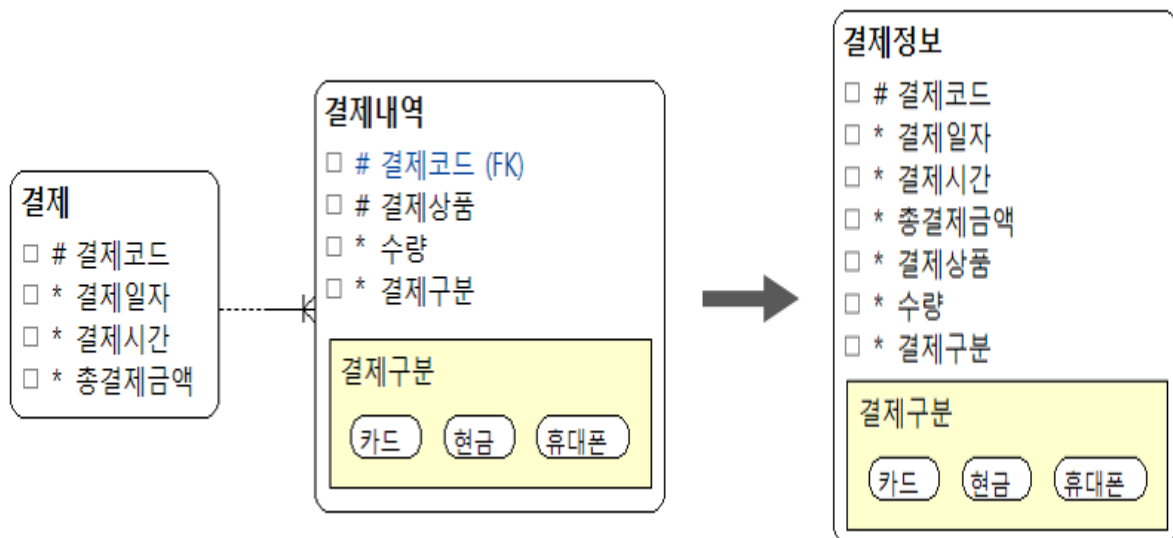 결제
□ # 결제코드
□ * 결제일자
□ * 결제시간
□ * 총결제금액
결제내역
□ # 결제코드 (FK)
□ # 결제상품
□ * 수량
□ * 결제구분
결제구분
카드 현금 휴대폰
결제정보
□ # 결제코드
□ * 결제일자
□ * 결제시간
□ * 총결제금액
□ * 결제상품
□ * 수량
□ * 결제구분
결제구분
카드 현금 휴대폰